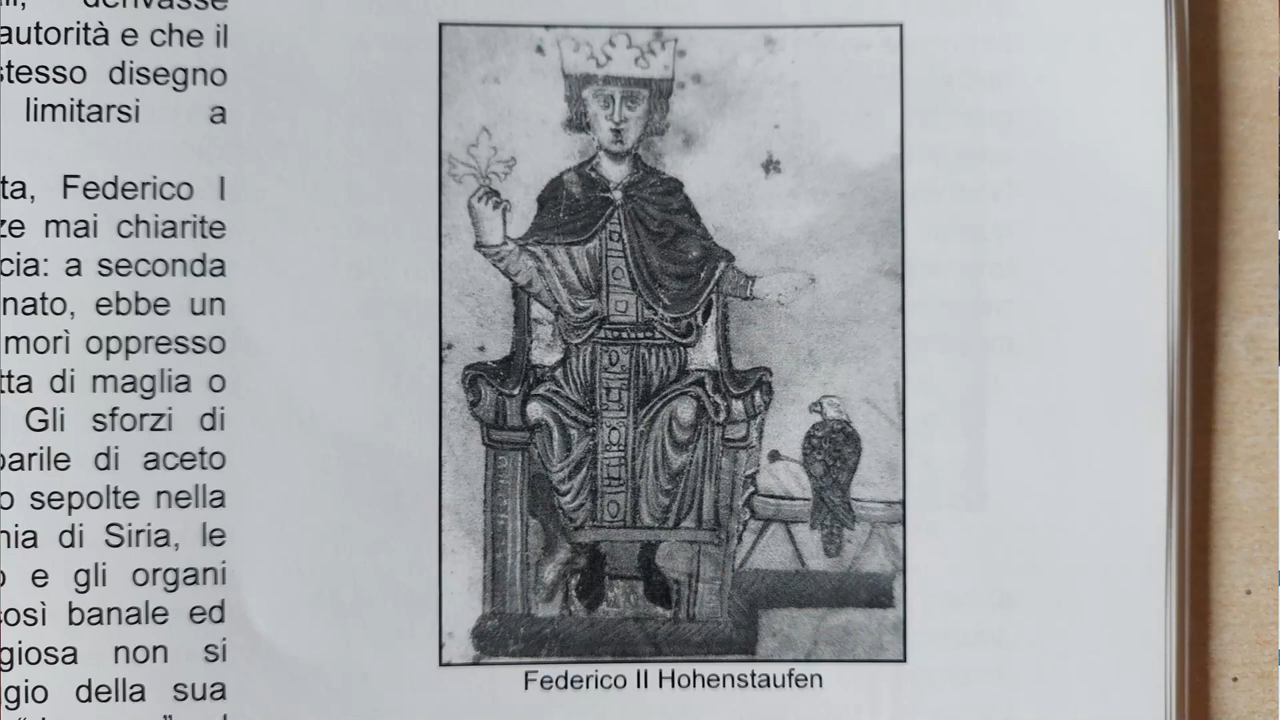 derivasse
autorità e che il
stesso disegno
limitarsi a
ta, Federico I
ze mai chiarite
cia: a seconda
nato, ebbe un
morì oppresso
tta di maglia o
Gli sforzi di
barile di aceto
o sepolte nella
nia di Siria, le
o e gli organi
così banale ed
giosa non si
gio della sua
Federico II Hohenstaufen